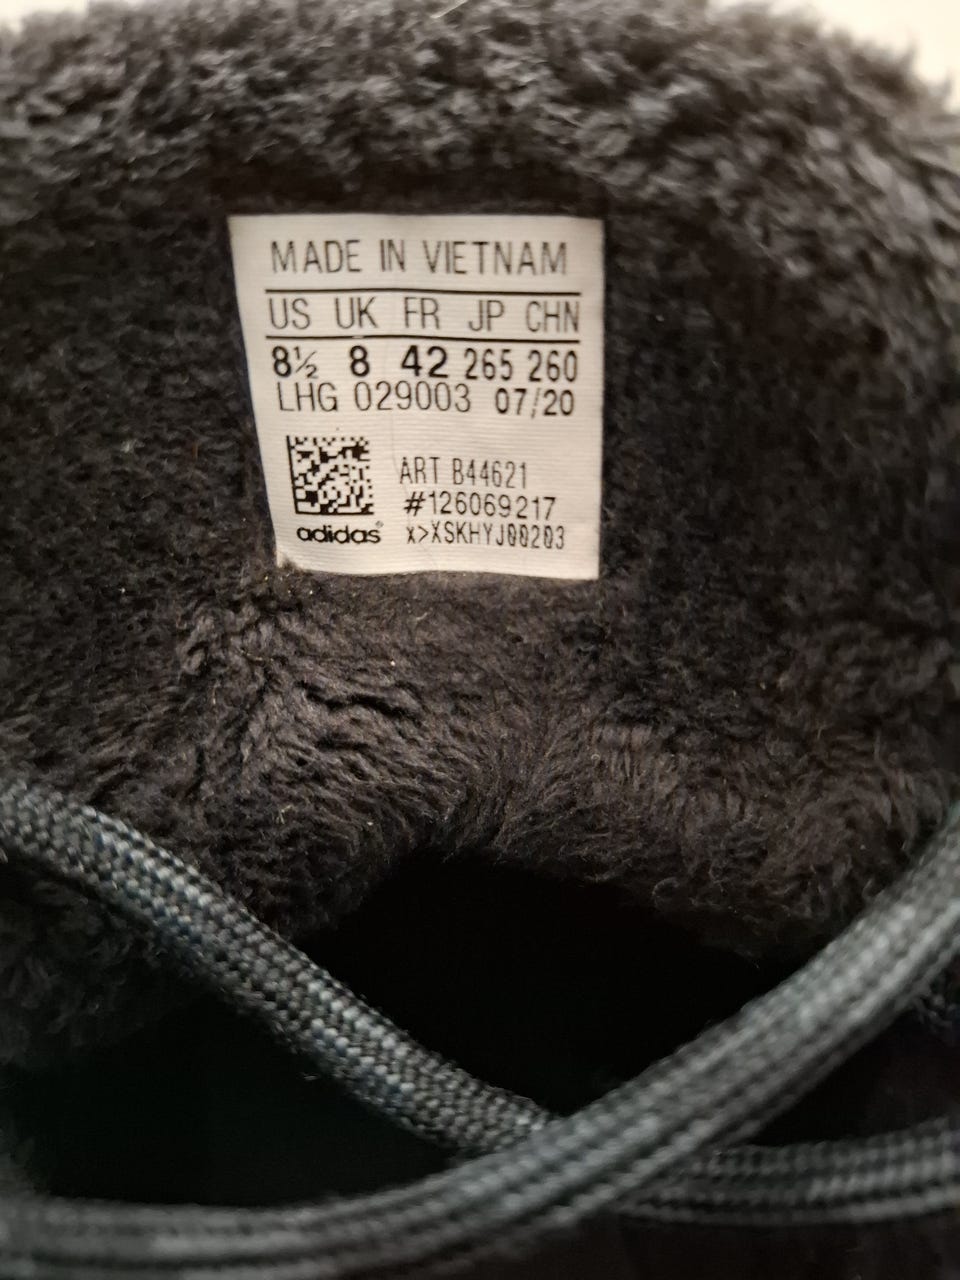 MADE IN VIETNAM
US UK FR JP CHN
8½ 8 42 265 260
LHG 029003 07/20
ART B44621
#126069217
adidas® X>XSKHYJ00203